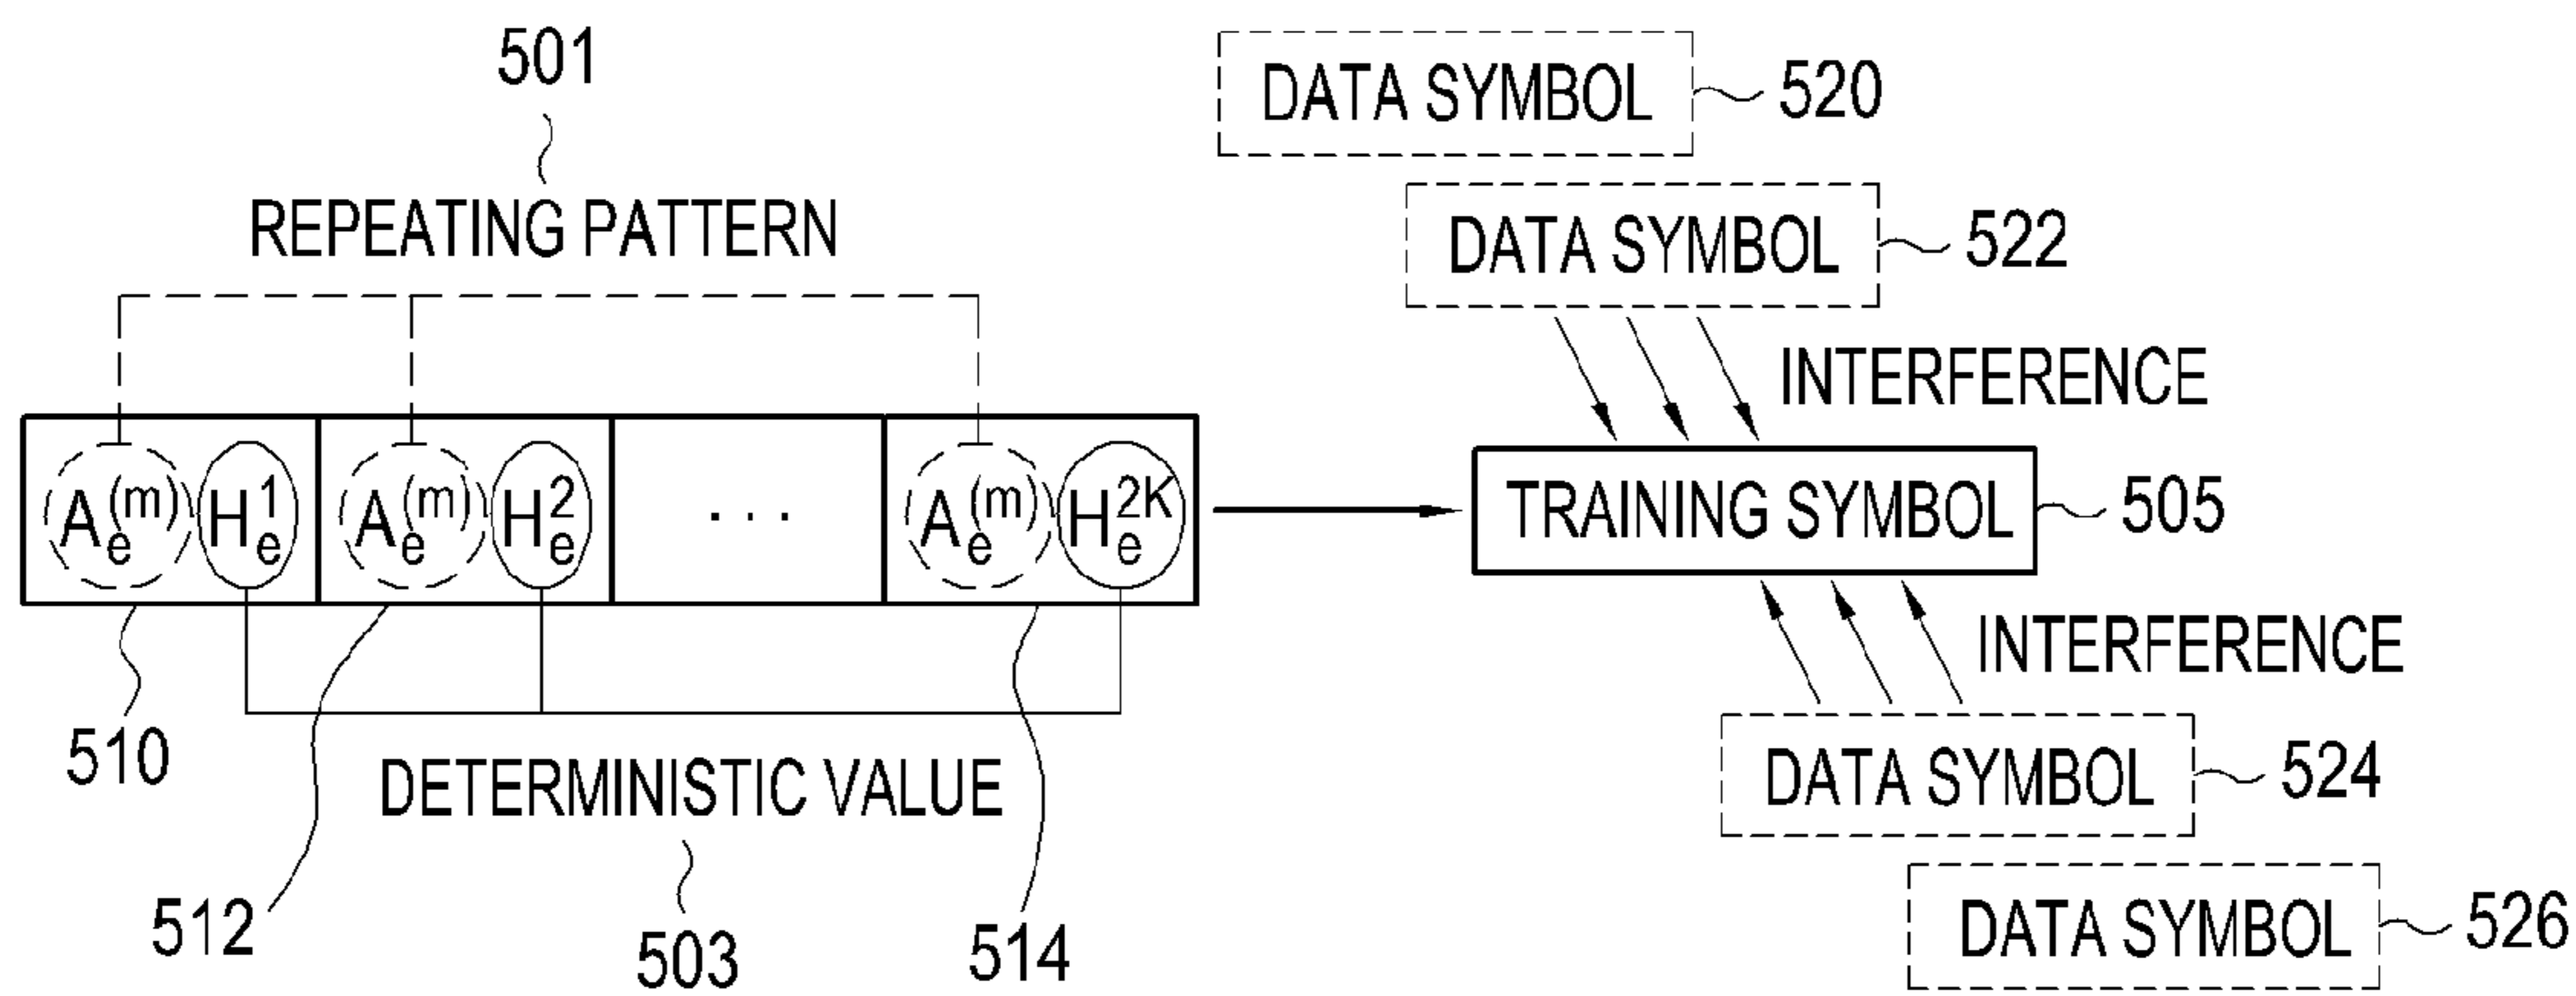 501
REPEATING PATTERN
A_e^(m) H_e^1 A_e^(m) H_e^2 ... A_e^(m) H_e^2K
510
DETERMINISTIC VALUE
512
503
514
DATA SYMBOL 520
DATA SYMBOL 522
INTERFERENCE
TRAINING SYMBOL 505
INTERFERENCE
DATA SYMBOL 524
DATA SYMBOL 526